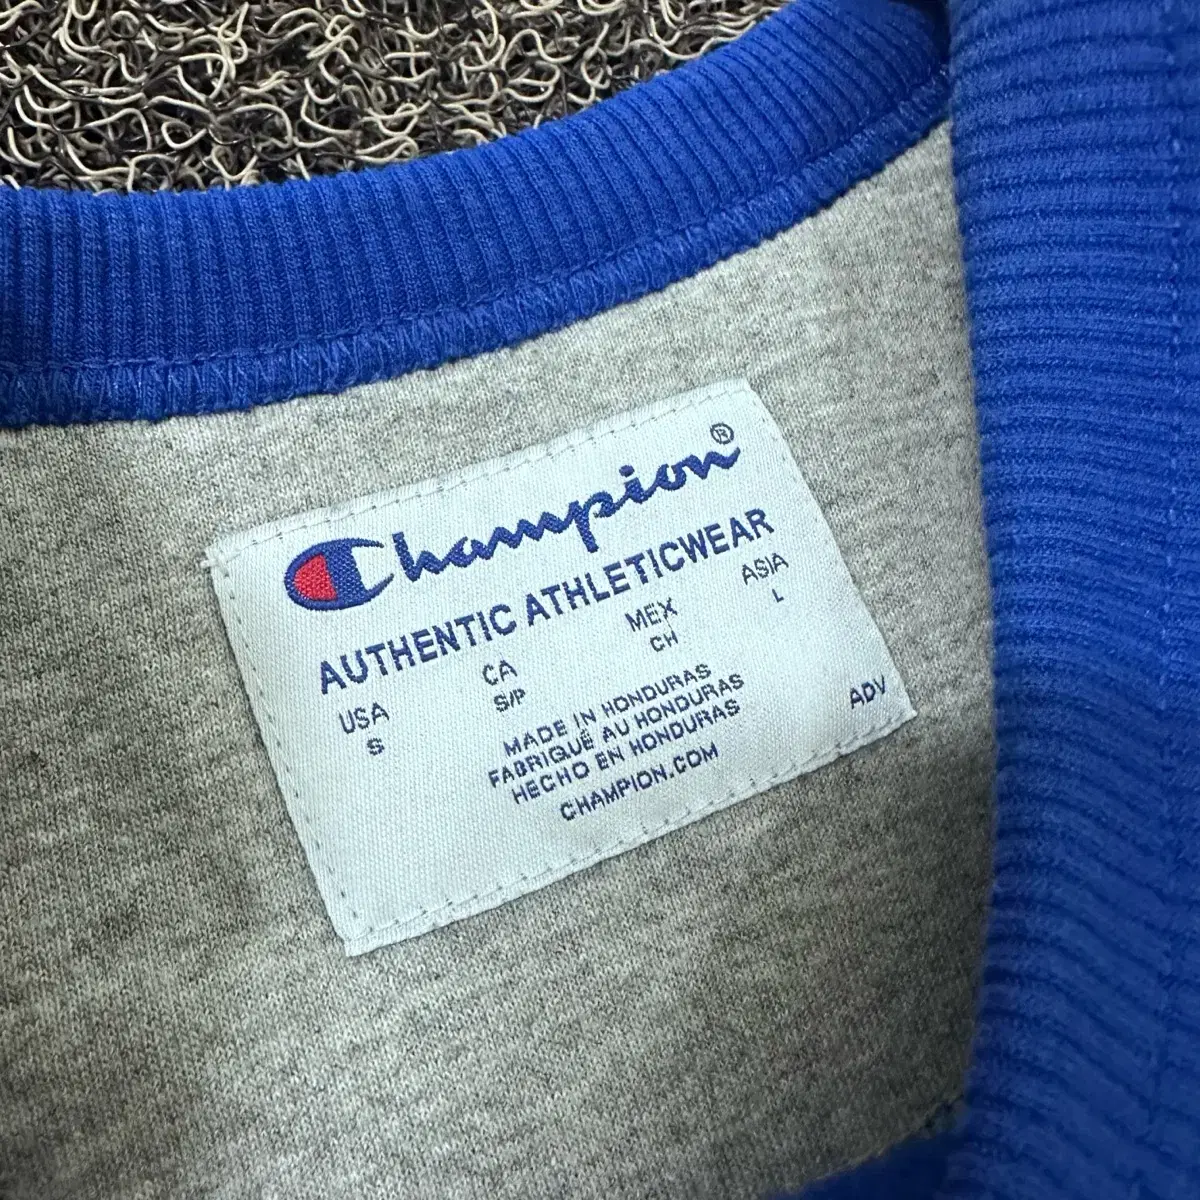 Champion®
AUTHENTIC ATHLETICWEAR
USA CA MEX ASIA
S S/P CH L
MADE IN HONDURAS
FABRIQUÉ AU HONDURAS
HECHO EN HONDURAS
ADV
CHAMPION.COM